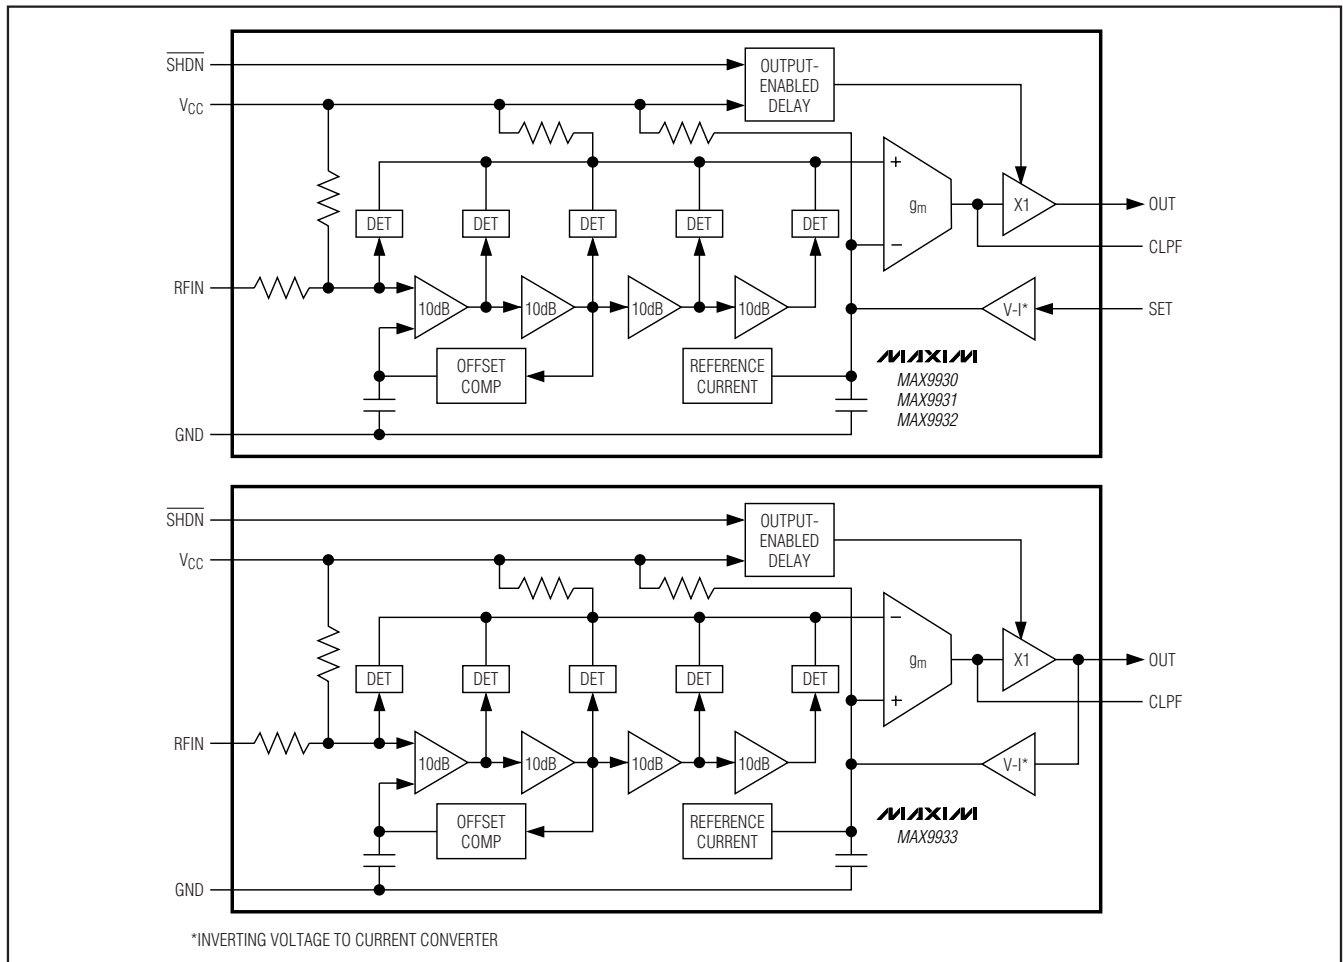 SHDN
OUTPUT-
ENABLED
DELAY
VCC
+
gm
X1
OUT
DET DET DET DET DET
−
CLPF
RFIN
10dB 10dB 10dB 10dB
V-I*
SET
OFFSET
COMP
REFERENCE
CURRENT
MAXIM
MAX9930
MAX9931
MAX9932
GND
SHDN
OUTPUT-
ENABLED
DELAY
VCC
−
gm
X1
OUT
DET DET DET DET DET
+
CLPF
RFIN
10dB 10dB 10dB 10dB
V-I*
OFFSET
COMP
REFERENCE
CURRENT
MAXIM
MAX9933
GND
*INVERTING VOLTAGE TO CURRENT CONVERTER